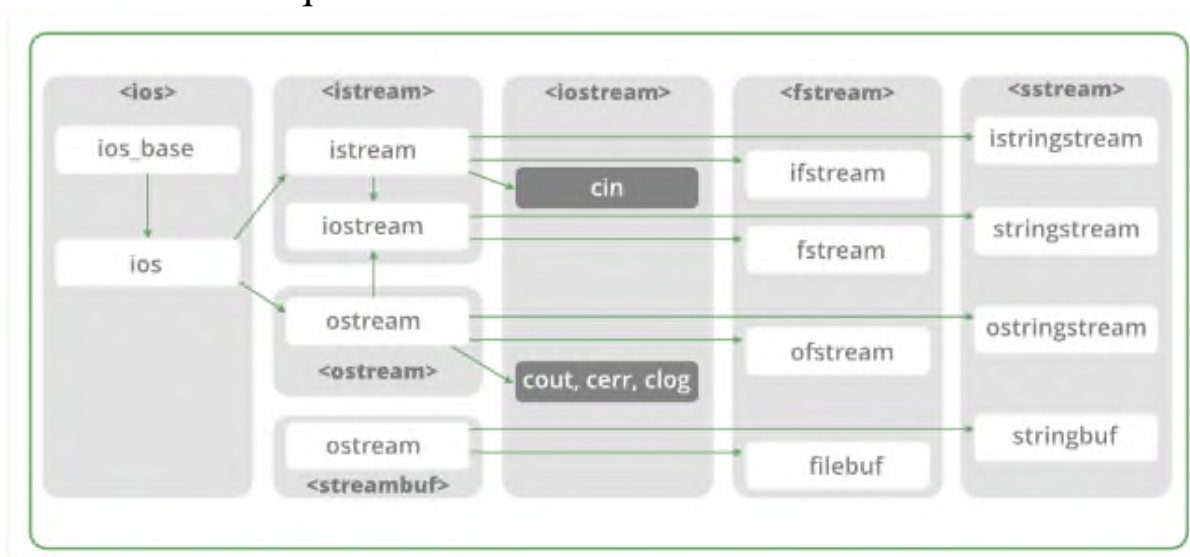 <ios>
ios_base
ios
<istream>
istream
iostream
ostream
<ostream>
ostream
<streambuf>
<iostream>
cin
cout, cerr, clog
<fstream>
ifstream
fstream
ofstream
filebuf
<sstream>
istringstream
stringstream
ostringstream
stringbuf